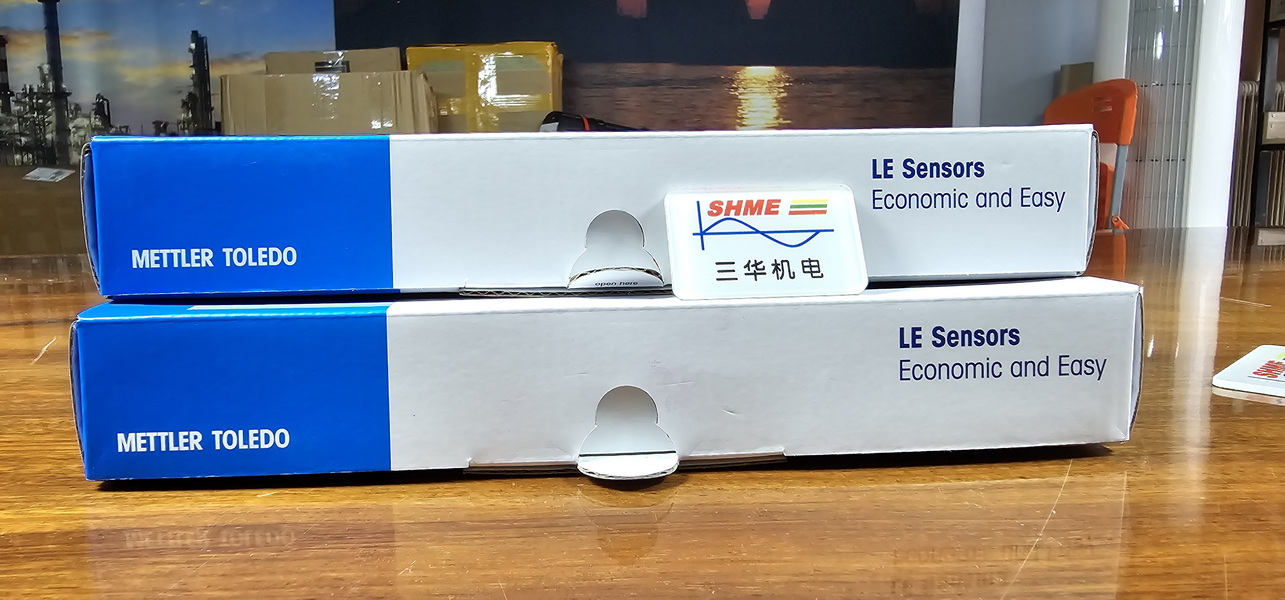 METTLER TOLEDO
LE Sensors
Economic and Easy
open here
SHME
三华机电
METTLER TOLEDO
LE Sensors
Economic and Easy